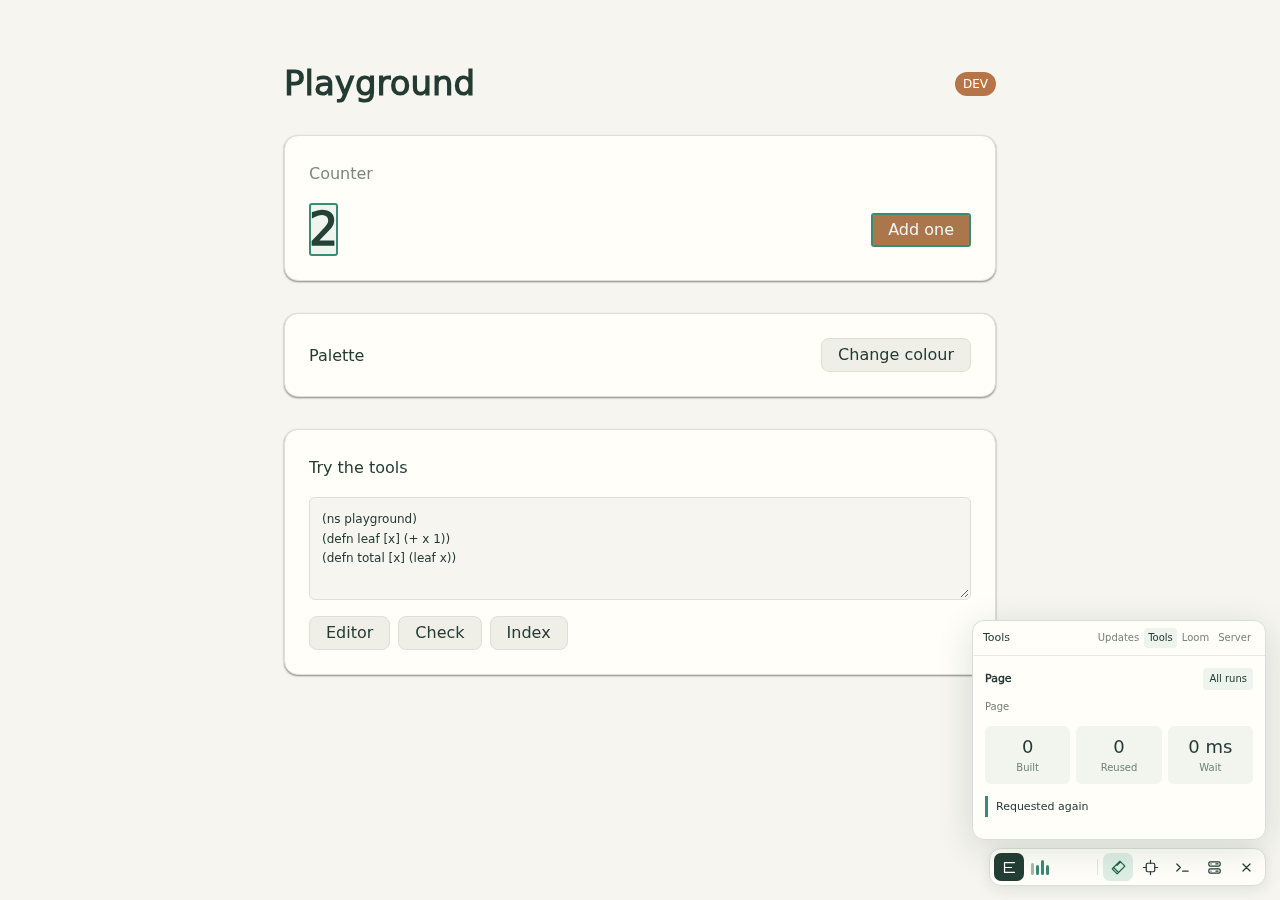 Playground
DEV
Counter
2
Add one
Palette
Change colour
Try the tools
(ns playground)
(defn leaf [x] (+ x 1))
(defn total [x] (leaf x))
Editor
Check
Index
Tools
Updates
Tools
Loom
Server
Page
All runs
Page
0
Built
0
Reused
0 ms
Wait
Requested again